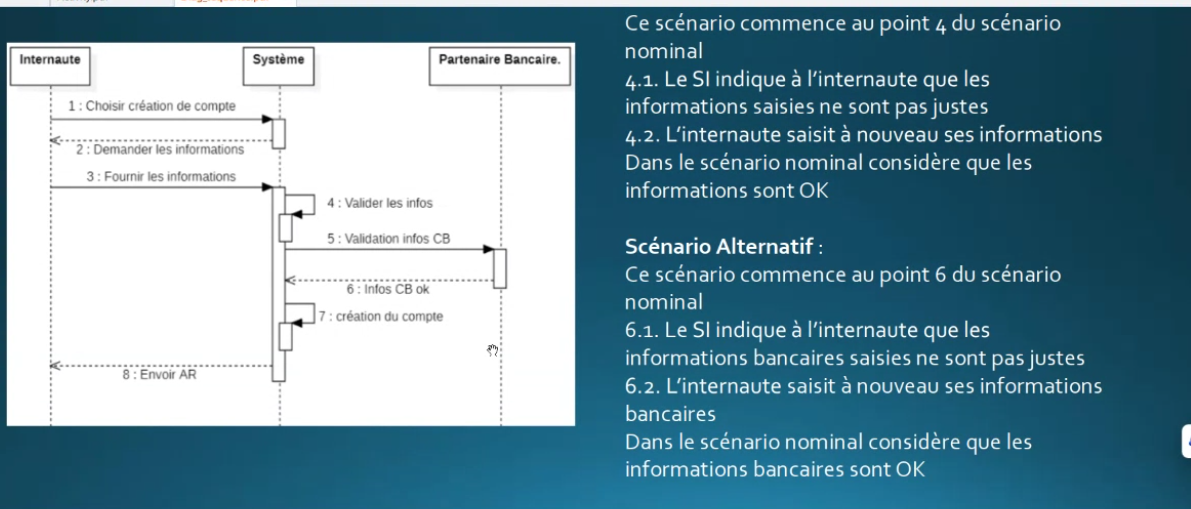 Internaute
Système
Partenaire Bancaire.
1 : Choisir création de compte
2 : Demander les informations
3 : Fournir les informations
4 : Valider les infos
5 : Validation infos CB
6 : Infos CB ok
7 : création du compte
8 : Envoir AR
Ce scénario commence au point 4 du scénario
nominal
4.1. Le SI indique à l'internaute que les
informations saisies ne sont pas justes
4.2. L'internaute saisit à nouveau ses informations
Dans le scénario nominal considère que les
informations sont OK
Scénario Alternatif :
Ce scénario commence au point 6 du scénario
nominal
6.1. Le SI indique à l'internaute que les
informations bancaires saisies ne sont pas justes
6.2. L'internaute saisit à nouveau ses informations
bancaires
Dans le scénario nominal considère que les
informations bancaires sont OK